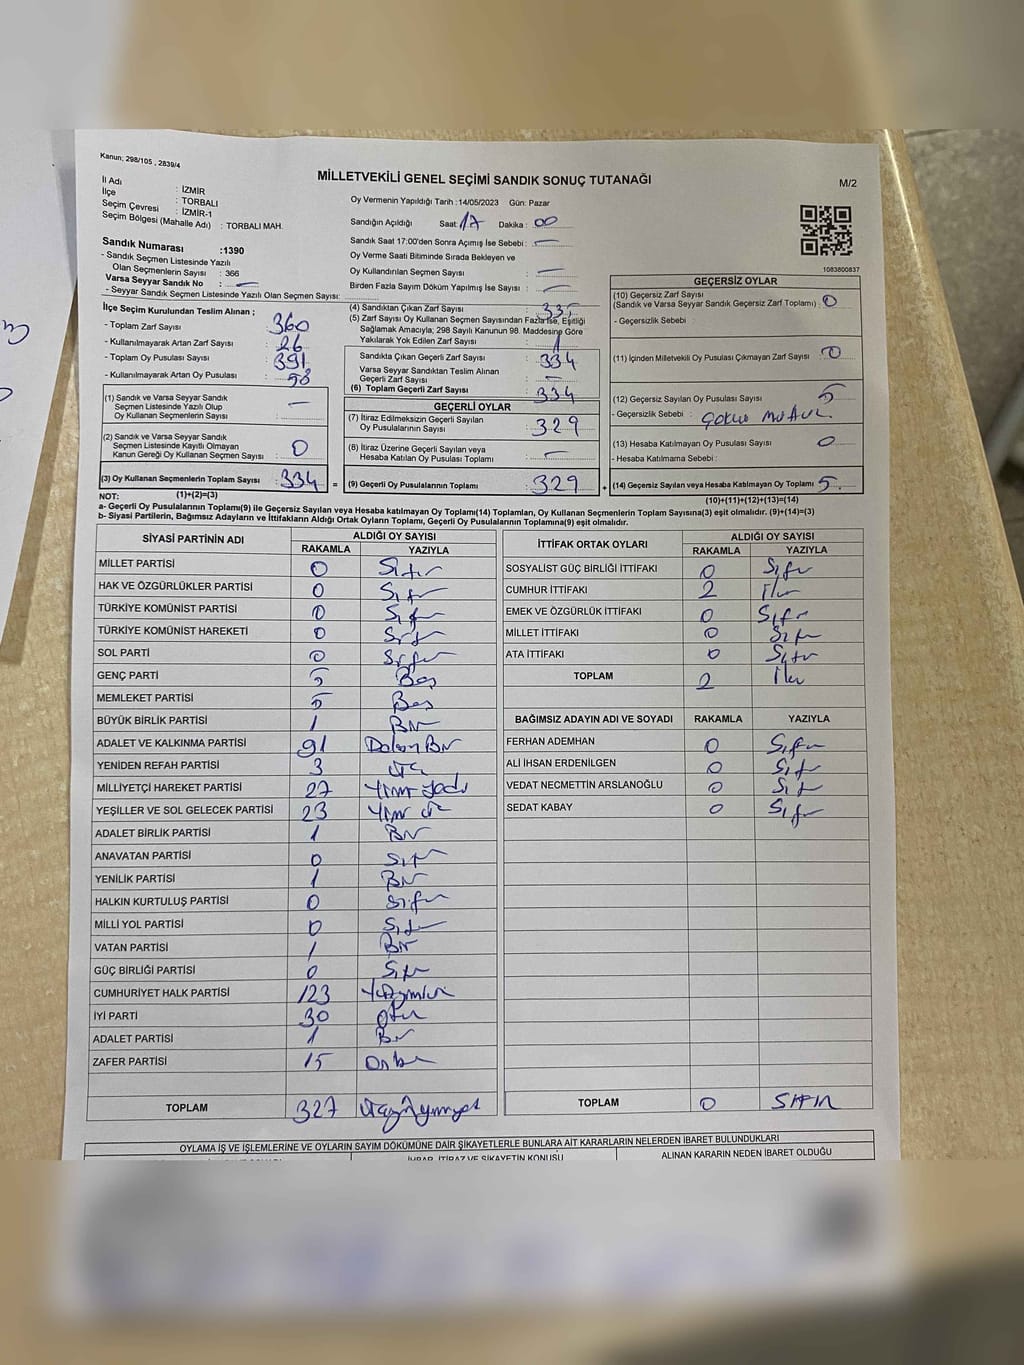 Kanun; 298/105 , 2839/4
MİLLETVEKİLİ GENEL SEÇİMİ SANDIK SONUÇ TUTANAĞI
M/2
İl Adı : İZMİR
İlçe : TORBALI
Seçim Çevresi : İZMİR-1
Seçim Bölgesi (Mahalle Adı) : TORBALI MAH.
Sandık Numarası :1390
- Sandık Seçmen Listesinde Yazılı
Olan Seçmenlerin Sayısı : 366
Varsa Seyyar Sandık No : —
- Seyyar Sandık Seçmen Listesinde Yazılı Olan Seçmen Sayısı:
Oy Vermenin Yapıldığı Tarih :14/05/2023 Gün: Pazar
Sandığın Açıldığı Saat: 17 Dakika : 00
Sandık Saat 17:00'den Sonra Açılmış İse Sebebi : —
Oy Verme Saati Bitiminde Sırada Bekleyen ve
Oy Kullandırılan Seçmen Sayısı : —
Birden Fazla Sayım Döküm Yapılmış İse Sayısı : —
1083800837
İlçe Seçim Kurulundan Teslim Alınan ;
- Toplam Zarf Sayısı : 360
- Kullanılmayarak Artan Zarf Sayısı : 26
- Toplam Oy Pusulası Sayısı : 391
- Kullanılmayarak Artan Oy Pusulası :
(1) Sandık ve Seyyar Sandık
Seçmen Listesinde Yazılı Olup
Oy Kullanan Seçmenlerin Sayısı : —
(2) Sandık ve Varsa Seyyar Sandık
Seçmen Listesinde Kayıtlı Olmayan
Kanun Gereği Oy Kullanan Seçmen Sayısı : 0
(3) Oy Kullanan Seçmenlerin Toplam Sayısı : 334 =
(1)+(2)=(3)
(4) Sandıktan Çıkan Zarf Sayısı : 335
(5) Zarf Sayısı Oy Kullanan Seçmen Sayısından Fazla İse, Eşitliği
Sağlamak Amacıyla; 298 Sayılı Kanunun 98. Maddesine Göre
Yakılarak Yok Edilen Zarf Sayısı : 1
Sandıkta Çıkan Geçerli Zarf Sayısı : 334
Varsa Seyyar Sandıktan Teslim Alınan
Geçerli Zarf Sayısı : —
(6) Toplam Geçerli Zarf Sayısı : 334
GEÇERLİ OYLAR
(7) İtiraz Edilmeksizin Geçerli Sayılan
Oy Pusulalarının Sayısı : 329
(8) İtiraz Üzerine Geçerli Sayılan veya
Hesaba Katılan Oy Pusulası Toplamı : —
(9) Geçerli Oy Pusulalarının Toplamı : 329 +
GEÇERSİZ OYLAR
(10) Geçersiz Zarf Sayısı
(Sandık ve Varsa Seyyar Sandık Geçersiz Zarf Toplamı) : 0
- Geçersizlik Sebebi :
(11) İçinden Milletvekili Oy Pusulası Çıkmayan Zarf Sayısı : 0
(12) Geçersiz Sayılan Oy Pusulası Sayısı : 5
- Geçersizlik Sebebi :
(13) Hesaba Katılmayan Oy Pusulası Sayısı : 0
- Hesaba Katılmama Sebebi :
(14) Geçersiz Sayılan veya Hesaba Katılmayan Oy Toplamı : 5
(10)+(11)+(12)+(13)=(14)
NOT:
a- Geçerli Oy Pusulasının Toplamı(9) ile Geçersiz Sayılan veya Hesaba katılmayan Oy Toplamı(14) Toplamları, Oy Kullanan Seçmenlerin Toplam Sayısına(3) eşit olmalıdır. (9)+(14)=(3)
b- Siyasi Partilerin, Bağımsız Adayların ve İttifakların Aldığı Ortak Oyların Toplamı, Geçerli Oy Pusulalarının Toplamına(9) eşit olmalıdır.
SİYASİ PARTİNİN ADI ALDIĞI OY SAYISI
RAKAMLA YAZIYLA
MİLLET PARTİSİ 0 Sıfır
HAK VE ÖZGÜRLÜKLER PARTİSİ 0 Sıfır
TÜRKİYE KOMÜNİST PARTİSİ 0 Sıfır
TÜRKİYE KOMÜNİST HAREKETİ 0 Sıfır
SOL PARTİ 0 Sıfır
GENÇ PARTİ 5 Beş
MEMLEKET PARTİSİ 5 Beş
BÜYÜK BİRLİK PARTİSİ 1 Bir
ADALET VE KALKINMA PARTİSİ 91 Doksan Bir
YENİDEN REFAH PARTİSİ 3 Üç
MİLLİYETÇİ HAREKET PARTİSİ 27 Yirmi Yedi
YEŞİLLER VE SOL GELECEK PARTİSİ 23 Yirmi üç
ADALET BİRLİK PARTİSİ 1 Bir
ANAVATAN PARTİSİ 0 Sıfır
YENİLİK PARTİSİ 1 Bir
HALKIN KURTULUŞ PARTİSİ 0 Sıfır
MİLLİ YOL PARTİSİ 0 Sıfır
VATAN PARTİSİ 1 Bir
GÜÇ BİRLİĞİ PARTİSİ 0 Sıfır
CUMHURİYET HALK PARTİSİ 123
İYİ PARTİ 30 Otuz
ADALET PARTİSİ 1 Bir
ZAFER PARTİSİ 15 Onbeş
TOPLAM 327
İTTİFAK ORTAK OYLARI ALDIĞI OY SAYISI
RAKAMLA YAZIYLA
SOSYALİST GÜÇ BİRLİĞİ İTTİFAKI 0 Sıfır
CUMHUR İTTİFAKI 2 İki
EMEK VE ÖZGÜRLÜK İTTİFAKI 0 Sıfır
MİLLET İTTİFAKI 0 Sıfır
ATA İTTİFAKI 0 Sıfır
TOPLAM 2 İki
BAĞIMSIZ ADAYIN ADI VE SOYADI RAKAMLA YAZIYLA
FERHAN ADEMHAN 0 Sıfır
ALİ İHSAN ERDENİLGEN 0 Sıfır
VEDAT NECMETTİN ARSLANOĞLU 0 Sıfır
SEDAT KABAY 0 Sıfır
TOPLAM 0 SIFIR
OYLAMA İŞ VE İŞLEMLERİNE VE OYLARIN SAYIM DÖKÜMÜNE DAİR ŞİKAYETLERLE BUNLARA AİT KARARLARIN NELERDEN İBARET BULUNDUKLARI
İHBAR, İTİRAZ VE ŞİKAYETİN KONUSU
ALINAN KARARIN NEDEN İBARET OLDUĞU